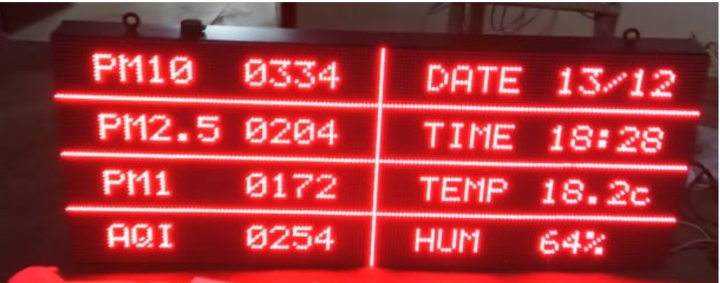 PM10 0334 DATE 13/12
PM2.5 0204 TIME 18:28
PM1 0172 TEMP 18.2c
AQI 0254 HUM 64%